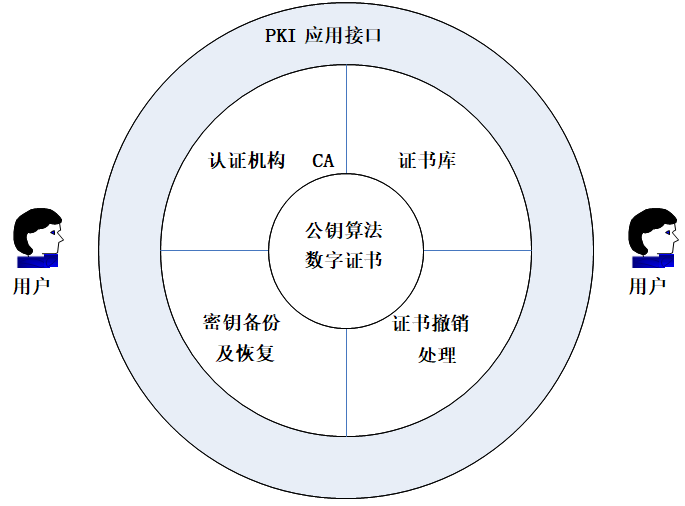 PKI 应用接口
认证机构 CA
证书库
公钥算法
数字证书
用户
用户
密钥备份
及恢复
证书撤销
处理